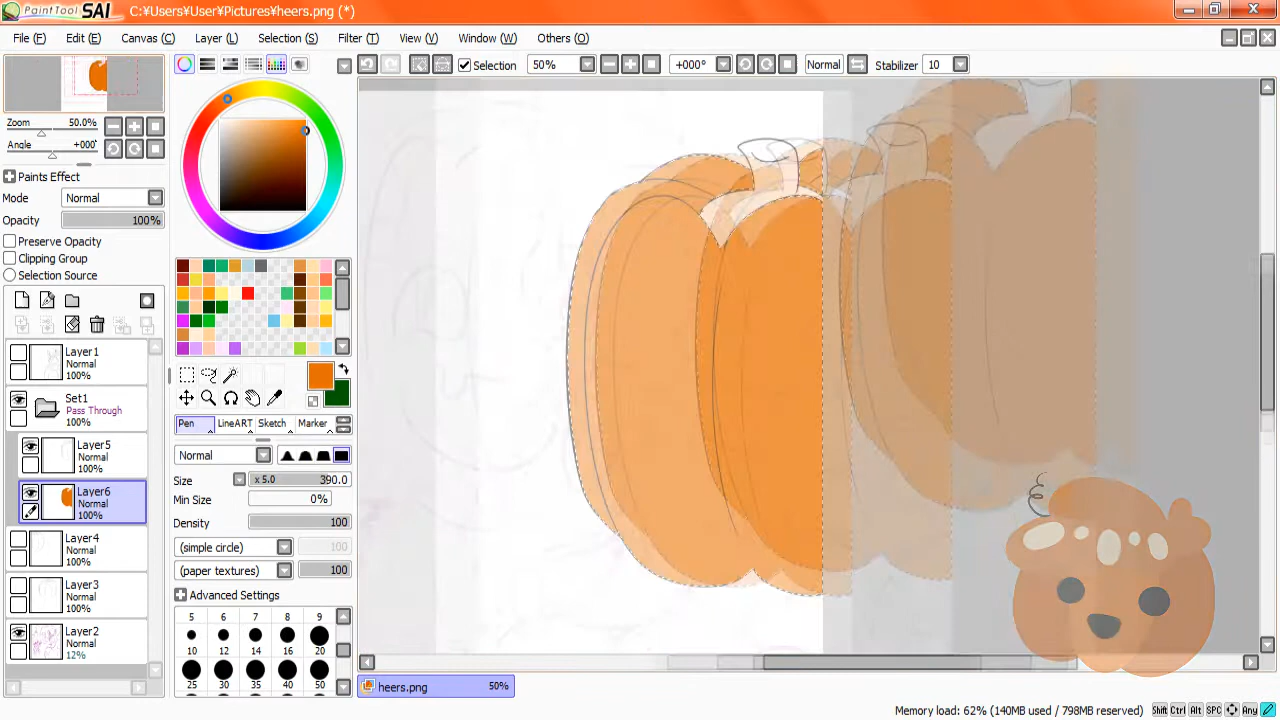 PaintTool SAI C:¥Users¥User¥Pictures¥heers.png (*)
File (F) Edit (E) Canvas (C) Layer (L) Selection (S) Filter (T) View (V) Window (W) Others (O)
Selection 50% +000° Normal Stabilizer 10
Zoom 50.0%
Angle +000°
Paints Effect
Mode Normal
Opacity 100%
Preserve Opacity
Clipping Group
Selection Source
Layer1
Normal
100%
Set1
Pass Through
100%
Layer5
Normal
100%
Layer6
Normal
100%
Layer4
Normal
100%
Layer3
Normal
100%
Layer2
Normal
12%
Pen LineART Sketch Marker
Normal
Size x 5.0 390.0
Min Size 0%
Density 100
(simple circle) 100
(paper textures) 100
Advanced Settings
5 6 7 8 9
10 12 14 16 20
25 30 35 40 50
heers.png 50%
Memory load: 62% (140MB used / 798MB reserved) Shift Ctrl Alt SPC Any